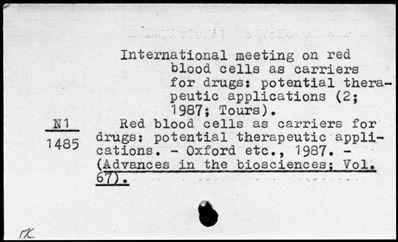 International meeting on red
blood cells as carriers
for drugs: potential thera-
peutic applications (2;
1987; Tours).
N1
1485
Red blood cells as carriers for
drugs: potential therapeutic appli-
cations. - Oxford etc., 1987. -
(Advances in the biosciences; Vol.
67).